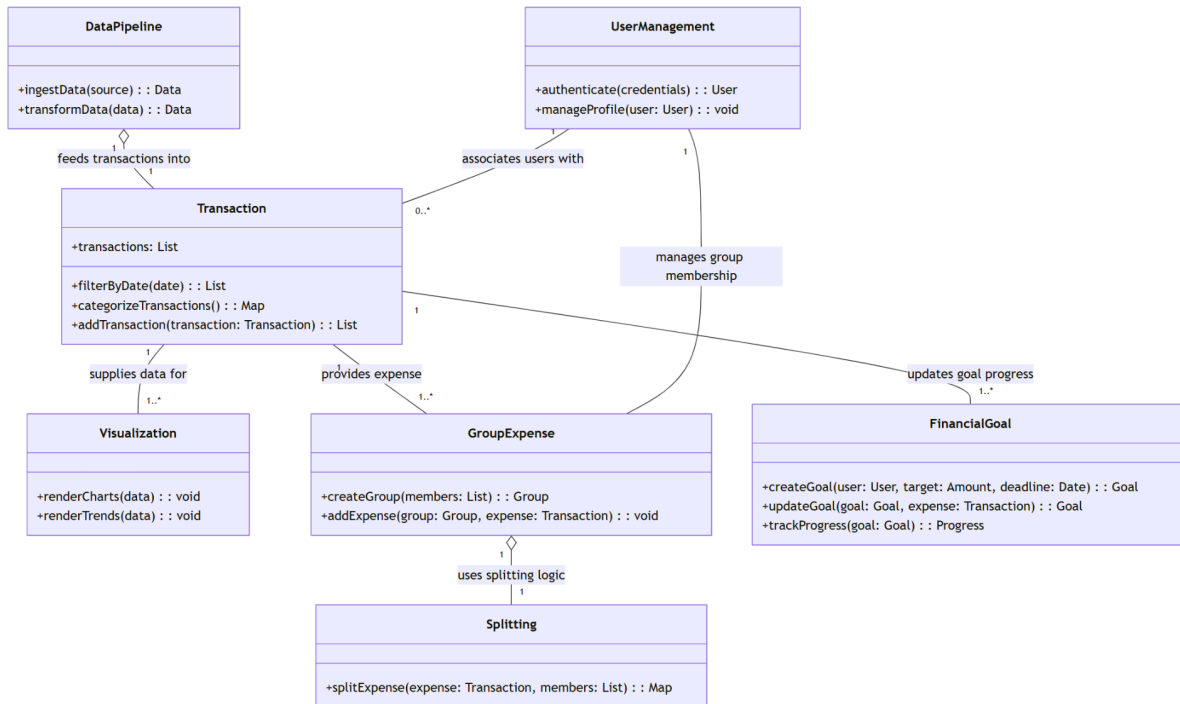 DataPipeline
+ingestData(source) : : Data
+transformData(data) : : Data
UserManagement
+authenticate(credentials) : : User
+manageProfile(user: User) : : void
1
feeds transactions into
1
1
associates users with
0..*
1
manages group
membership
Transaction
+transactions: List
+filterByDate(date) : : List
+categorizeTransactions() : : Map
+addTransaction(transaction: Transaction) : : List
1
supplies data for
1..*
1
provides expense
1..*
1
updates goal progress
1..*
Visualization
+renderCharts(data) : : void
+renderTrends(data) : : void
GroupExpense
+createGroup(members: List) : : Group
+addExpense(group: Group, expense: Transaction) : : void
FinancialGoal
+createGoal(user: User, target: Amount, deadline: Date) : : Goal
+updateGoal(goal: Goal, expense: Transaction) : : Goal
+trackProgress(goal: Goal) : : Progress
1
uses splitting logic
1
Splitting
+splitExpense(expense: Transaction, members: List) : : Map